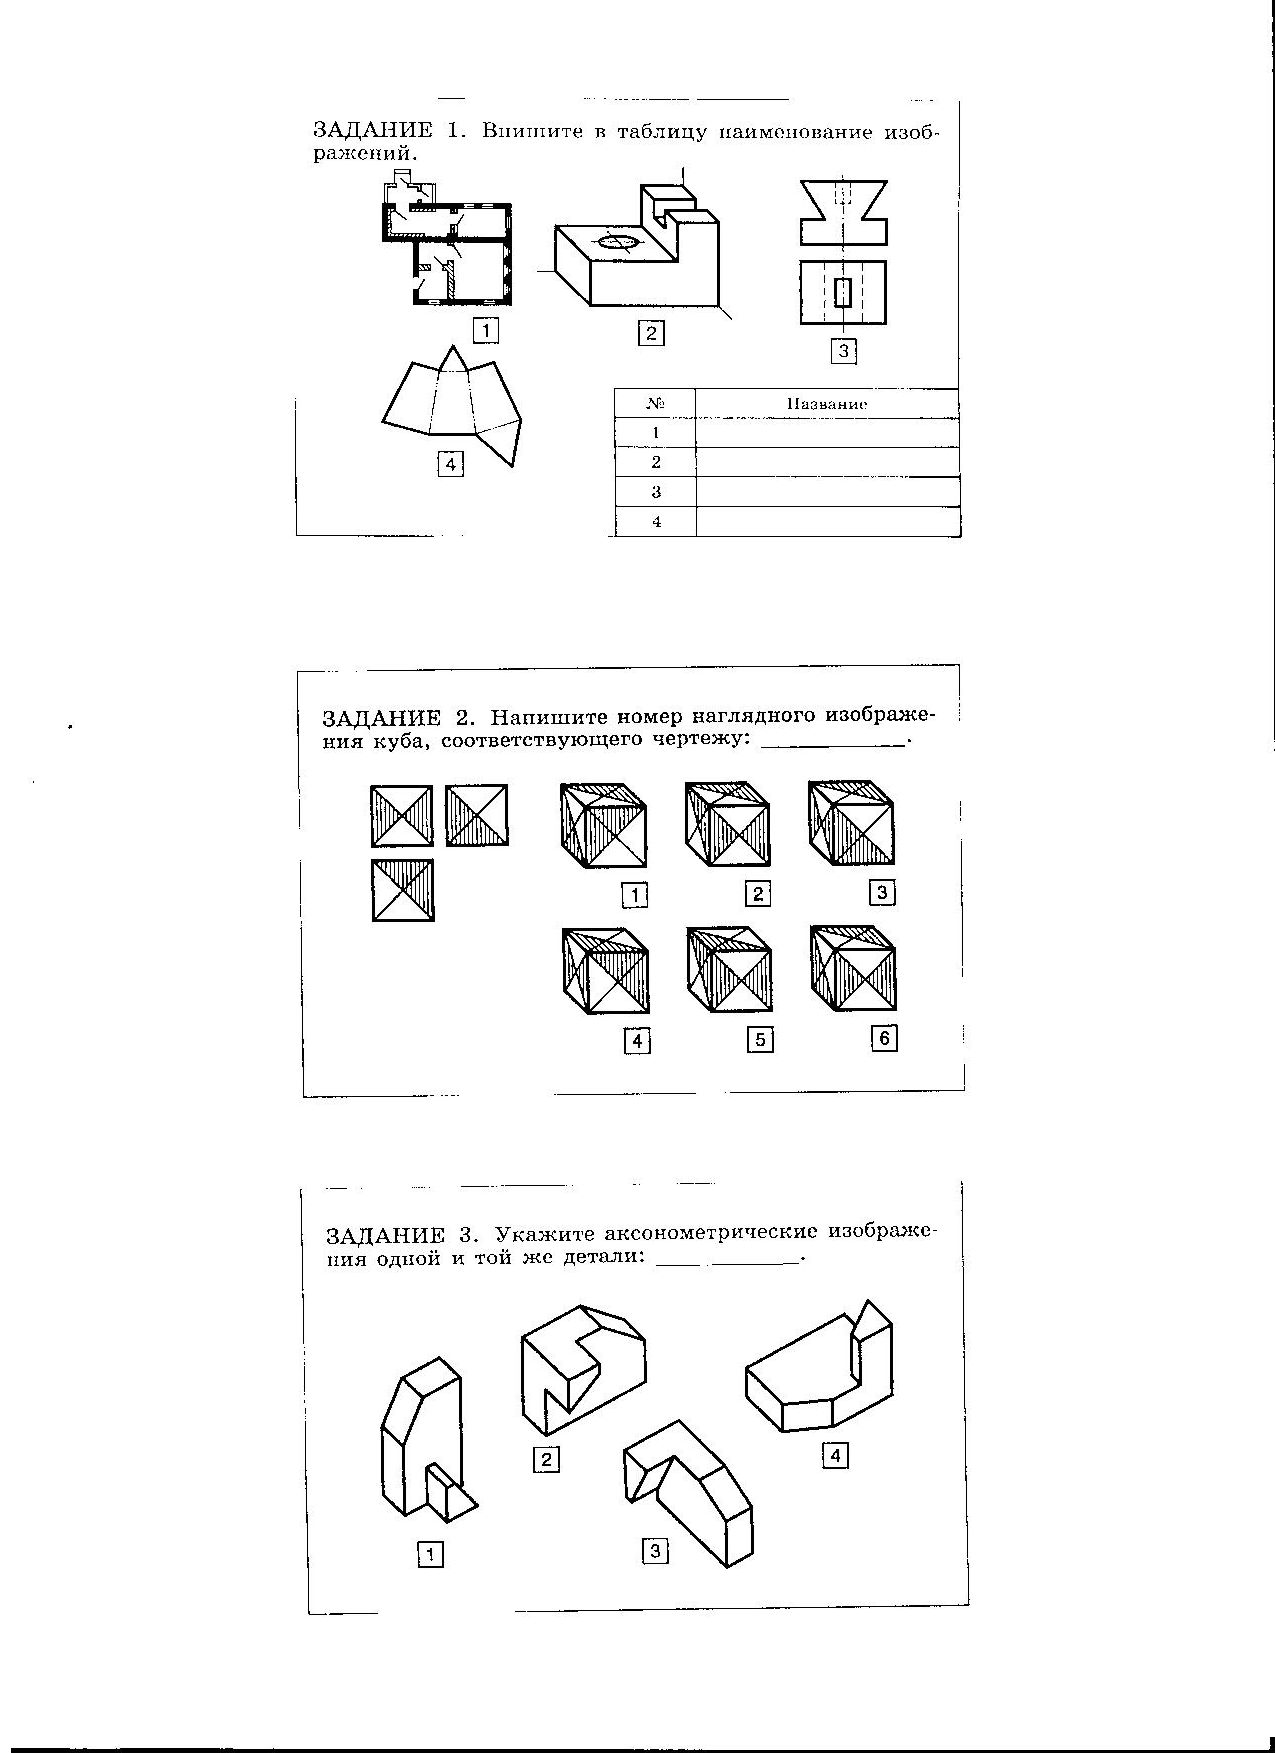 ЗАДАНИЕ 1. Впишите в таблицу наименование изоб-
ражений.
1
2
3
4
№ Название
1
2
3
4
ЗАДАНИЕ 2. Напишите номер наглядного изображе-
ния куба, соответствующего чертежу: ____________.
1
2
3
4
5
6
ЗАДАНИЕ 3. Укажите аксонометрические изображе-
ния одной и той же детали: ____ ________.
1
2
3
4